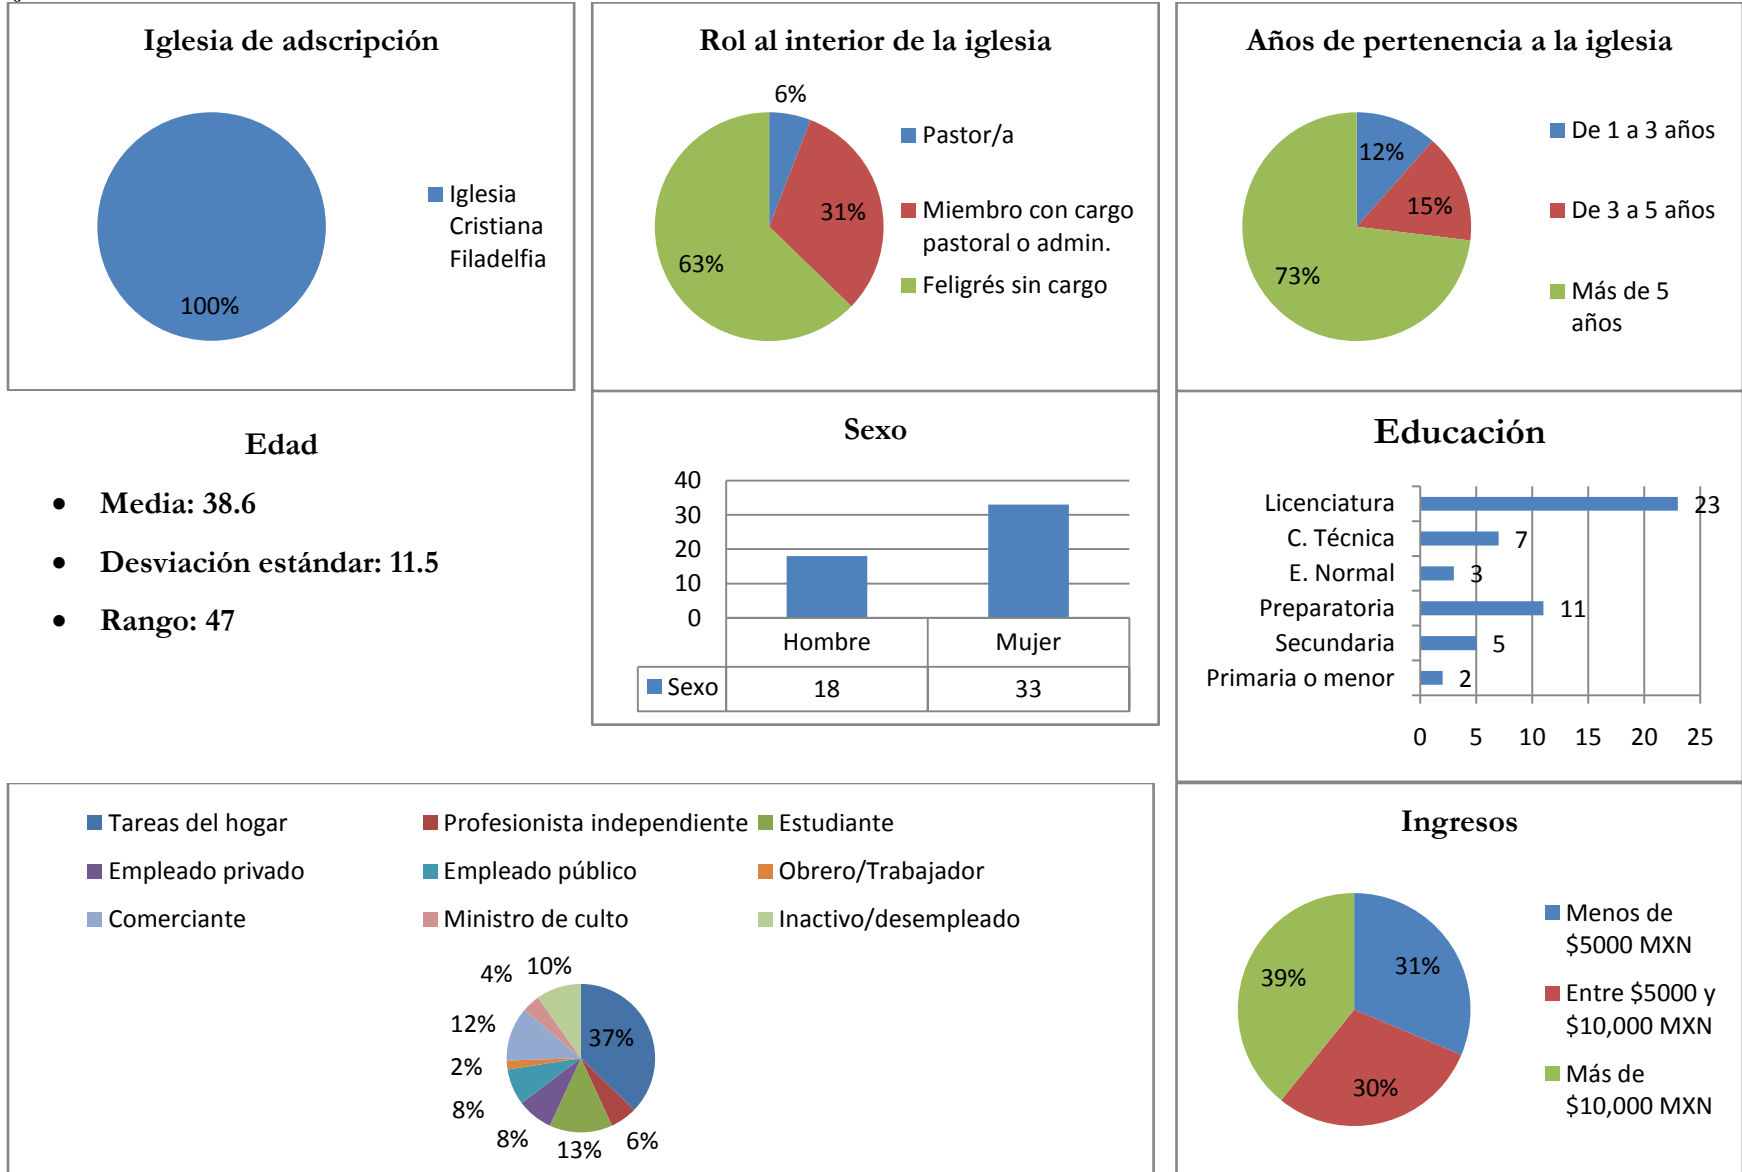 Iglesia de adscripción
100%
Iglesia
Cristiana
Filadelfia
Rol al interior de la iglesia
6%
31%
63%
Pastor/a
Miembro con cargo
pastoral o admin.
Feligrés sin cargo
Años de pertenencia a la iglesia
12%
15%
73%
De 1 a 3 años
De 3 a 5 años
Más de 5
años
Edad
• Media: 38.6
• Desviación estándar: 11.5
• Rango: 47
Sexo
40
30
20
10
0
Hombre Mujer
Sexo 18 33
Educación
Licenciatura 23
C. Técnica 7
E. Normal 3
Preparatoria 11
Secundaria 5
Primaria o menor 2
0 5 10 15 20 25
Tareas del hogar Profesionista independiente Estudiante
Empleado privado Empleado público Obrero/Trabajador
Comerciante Ministro de culto Inactivo/desempleado
4% 10%
12% 37%
2%
8%
8% 13% 6%
Ingresos
31%
39%
30%
Menos de
$5000 MXN
Entre $5000 y
$10,000 MXN
Más de
$10,000 MXN